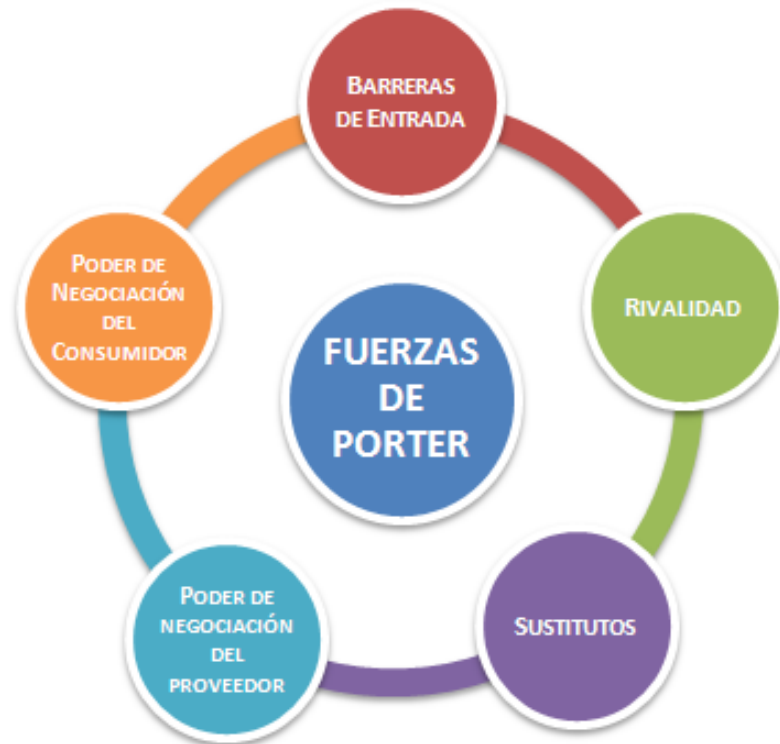 BARRERAS
DE ENTRADA
RIVALIDAD
SUSTITUTOS
PODER DE
NEGOCIACIÓN
DEL
PROVEEDOR
PODER DE
NEGOCIACIÓN
DEL
CONSUMIDOR
FUERZAS
DE
PORTER